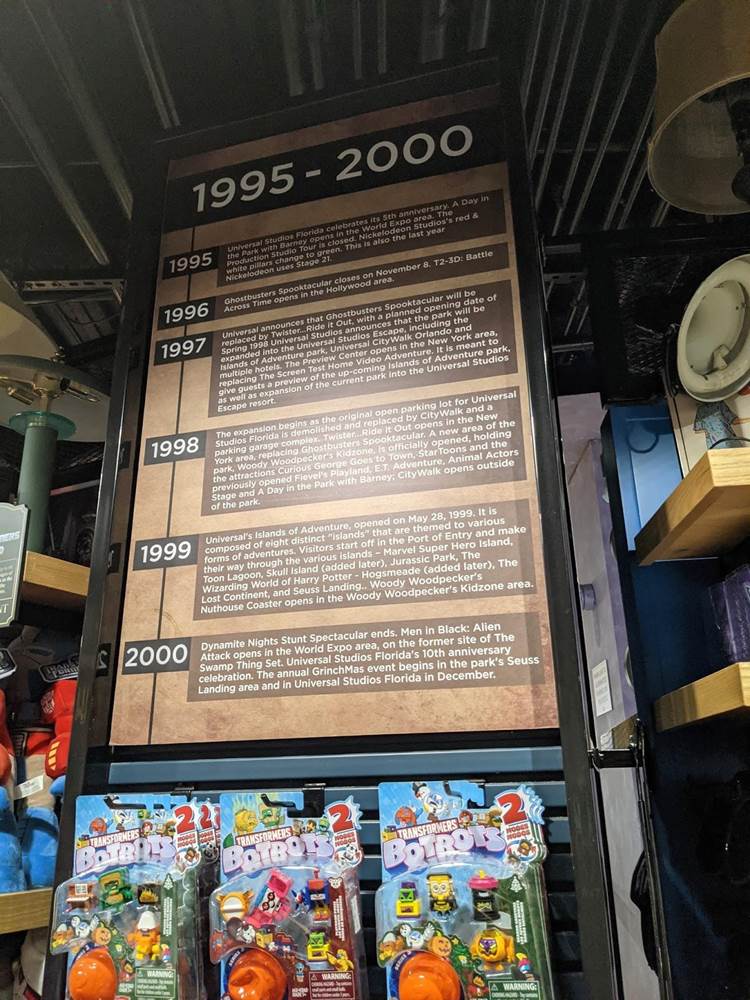 1995 - 2000
1995
Universal Studios Florida celebrates its 5th anniversary. A Day in
the Park with Barney opens in the World Expo area. The
Production Studio Tour is closed. Nickelodeon Studios's red &
white pillars change to green. This is also the last year
Nickelodeon uses Stage 21.
1996
Ghostbusters Spooktacular closes on November 8. T2-3D: Battle
Across Time opens in the Hollywood area.
1997
Universal announces that Ghostbusters Spooktacular will be
replaced by Twister...Ride it Out, with a planned opening date of
Spring 1998 Universal Studios announces that the park will be
expanded into the Universal Studios Escape, including the
Islands of Adventure park, Universal CityWalk Orlando and
multiple hotels. The Preview Center opens in the New York area,
replacing The Screen Test Home Video Adventure. It is meant to
give guests a preview of the up-coming Islands of Adventure park,
as well as expansion of the current park into the Universal Studios
Escape resort.
1998
The expansion begins as the original open parking lot for Universal
Studios Florida is demolished and replaced by CityWalk and a
parking garage complex. Twister...Ride it Out opens in the New
York area, replacing Ghostbusters Spooktacular. A new area of the
park, Woody Woodpecker's Kidzone, is officially opened, holding
the attractions Curious George Goes to Town, StarToons and the
previously opened Fievel's Playland, E.T. Adventure, Animal Actors
Stage and A Day in the Park with Barney; CityWalk opens outside
of the park.
1999
Universal's Islands of Adventure, opened on May 28, 1999. It is
composed of eight distinct "islands" that are themed to various
forms of adventures. Visitors start off in the Port of Entry and make
their way through the various islands – Marvel Super Hero Island,
Toon Lagoon, Skull Island (added later), Jurassic Park, The
Wizarding World of Harry Potter - Hogsmeade (added later), The
Lost Continent, and Seuss Landing.. Woody Woodpecker's
Nuthouse Coaster opens in the Woody Woodpecker's Kidzone area.
2000
Dynamite Nights Stunt Spectacular ends. Men in Black: Alien
Attack opens in the World Expo area, on the former site of The
Swamp Thing Set. Universal Studios Florida's 10th anniversary
celebration. The annual GrinchMas event begins in the park's Seuss
Landing area and in Universal Studios Florida in December.
TRANSFORMERS
BOTBOTS
2
WARNING:
TRANSFORMERS
BOTBOTS
2
WARNING:
TRANSFORMERS
BOTBOTS
2
WARNING: